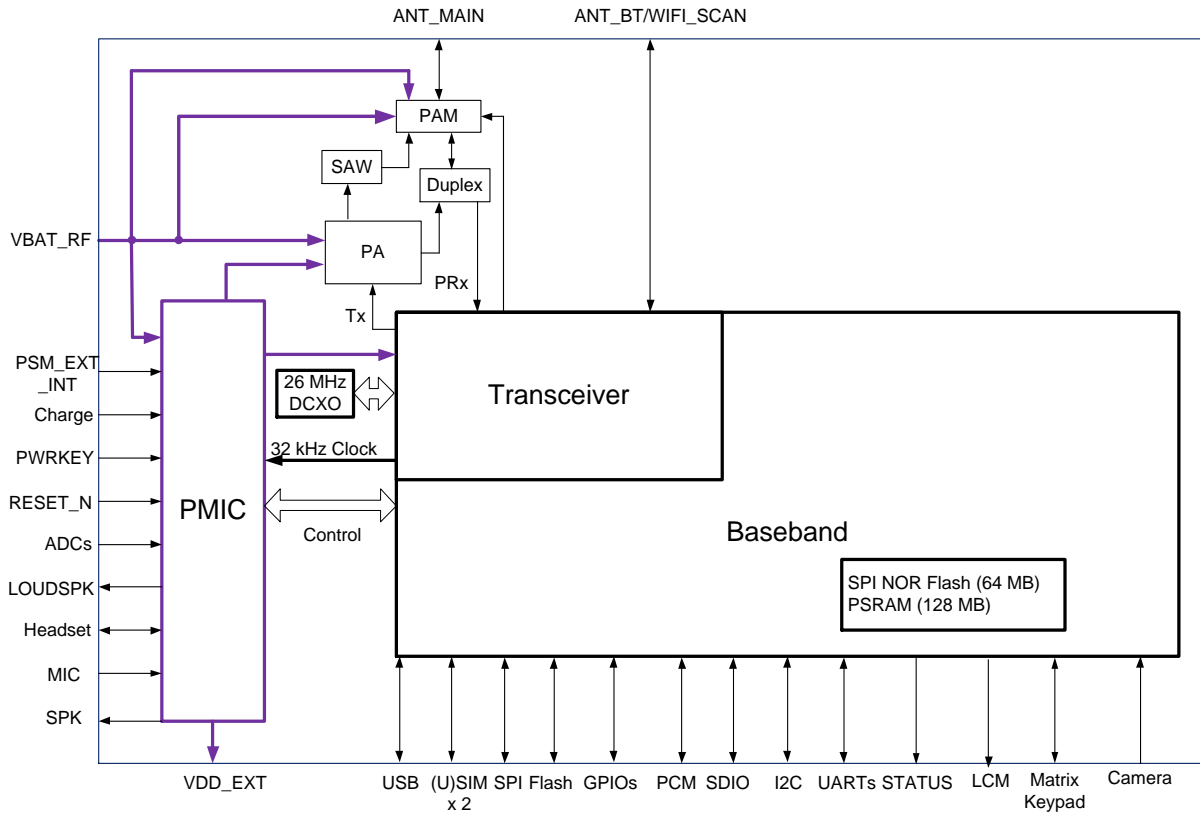 ANT_MAIN
ANT_BT/WIFI_SCAN
PAM
SAW
Duplex
VBAT_RF
PA
PRx
Tx
PSM_EXT
_INT
Charge
PWRKEY
RESET_N
ADCs
LOUDSPK
Headset
MIC
SPK
PMIC
26 MHz
DCXO
Transceiver
32 kHz Clock
Control
Baseband
SPI NOR Flash (64 MB)
PSRAM (128 MB)
VDD_EXT
USB
(U)SIM
x 2
SPI
Flash
GPIOs
PCM
SDIO
I2C
UARTs
STATUS
LCM
Matrix
Keypad
Camera